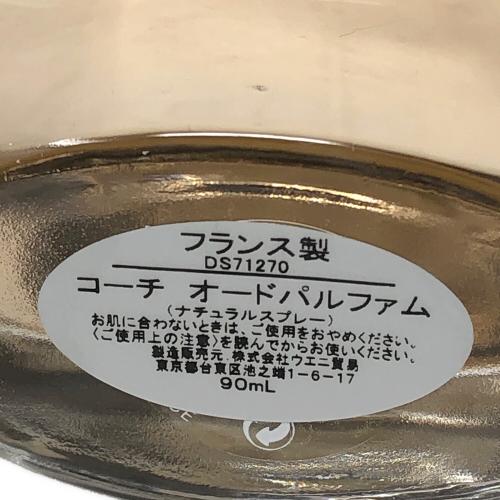 フランス製
DS71270
コーチ オードパルファム
(ナチュラルスプレー)
お肌に合わないときは、ご使用をおやめください。
〈ご使用上の注意〉を読んでからお使いください。
製造販売元.株式会社ウエニ貿易
東京都台東区池之端1-6-17
90mL